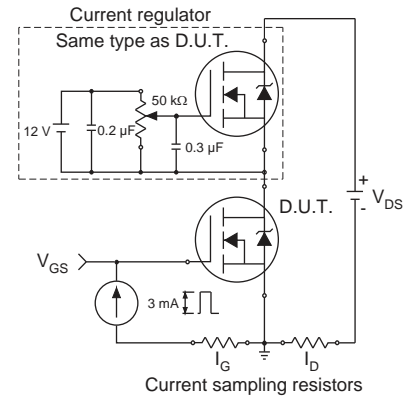 Current regulator
Same type as D.U.T.
50 kΩ
12 V
0.2 µF
0.3 µF
+
-
V_DS
D.U.T.
V_GS
3 mA
I_G
I_D
Current sampling resistors